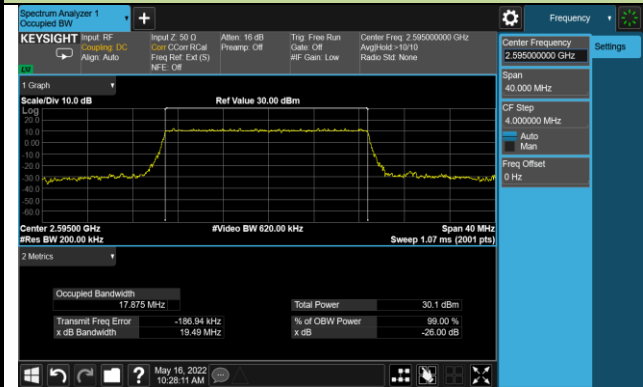 Spectrum Analyzer 1
Occupied BW
Frequency
KEYSIGHT
Input: RF
Coupling: DC
Align: Auto
Input Z: 50 Ω
Corr CCorr RCal
Freq Ref: Ext (S)
NFE: Off
Atten: 16 dB
Preamp: Off
Trig: Free Run
Gate: Off
#IF Gain: Low
Center Freq: 2.595000000 GHz
Avg|Hold:>10/10
Radio Std: None
Center Frequency
2.595000000 GHz
Settings
Span
40.000 MHz
CF Step
4.000000 MHz
Auto
Man
Freq Offset
0 Hz
1 Graph
Scale/Div 10.0 dB
Ref Value 30.00 dBm
Log
20.0
10.0
0.00
-10.0
-20.0
-30.0
-40.0
-50.0
-60.0
Center 2.59500 GHz
#Video BW 620.00 kHz
Span 40 MHz
#Res BW 200.00 kHz
Sweep 1.07 ms (2001 pts)
2 Metrics
Occupied Bandwidth
17.875 MHz
Total Power
30.1 dBm
Transmit Freq Error
-186.94 kHz
% of OBW Power
99.00 %
x dB Bandwidth
19.49 MHz
x dB
-26.00 dB
May 16, 2022
10:28:11 AM